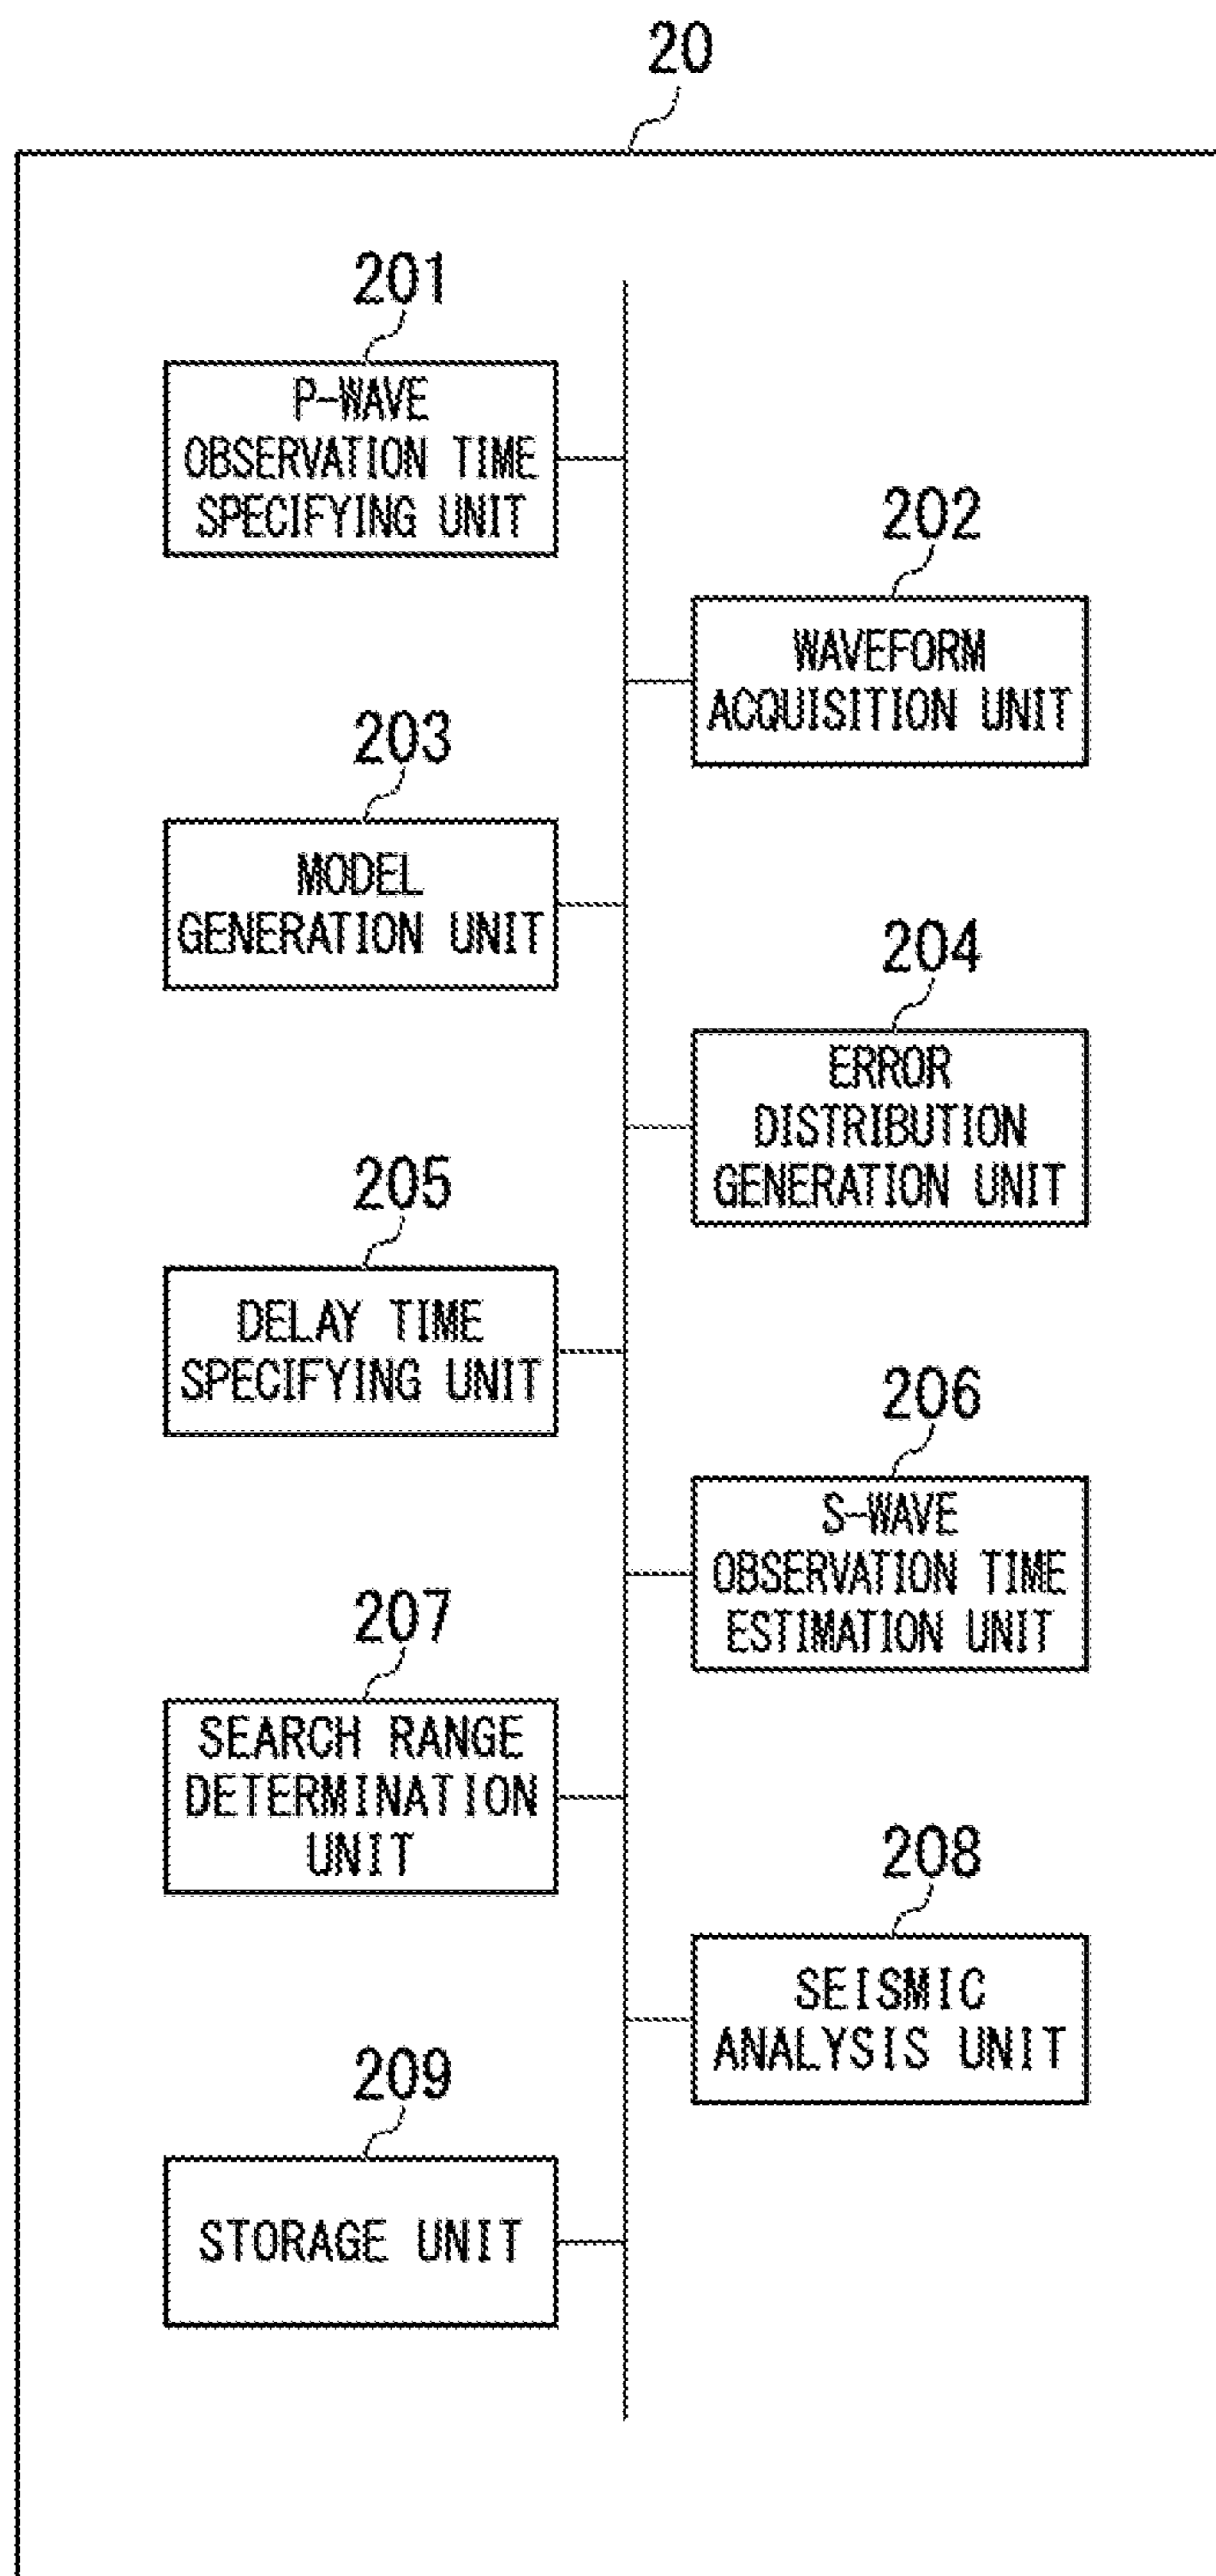 20
201
P-WAVE
OBSERVATION TIME
SPECIFYING UNIT
202
WAVEFORM
ACQUISITION UNIT
203
MODEL
GENERATION UNIT
204
ERROR
DISTRIBUTION
GENERATION UNIT
205
DELAY TIME
SPECIFYING UNIT
206
S-WAVE
OBSERVATION TIME
ESTIMATION UNIT
207
SEARCH RANGE
DETERMINATION
UNIT
208
SEISMIC
ANALYSIS UNIT
209
STORAGE UNIT